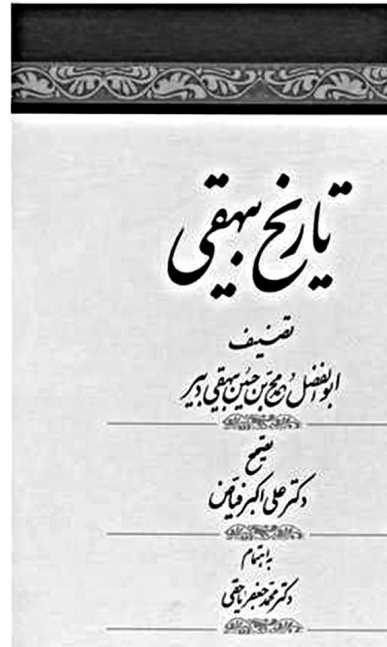 تاریخ بیهقی
تصنیف
ابوالفضل محمد بن حسین بیهقی دبیر
تصحیح
دکتر علی اکبر فیاض
به اهتمام
دکتر محمد جعفر یاحقی